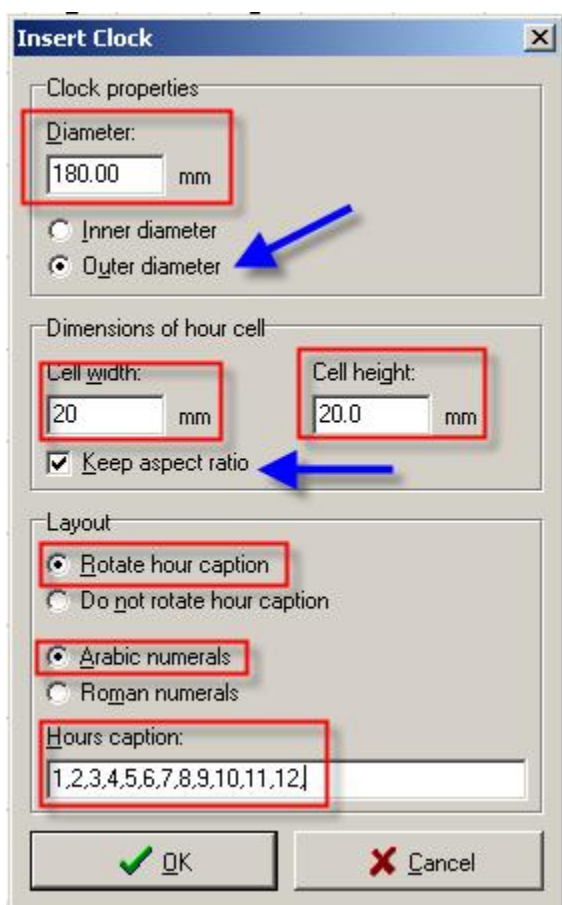 Insert Clock
Clock properties
Diameter:
180.00 mm
Inner diameter
Outer diameter
Dimensions of hour cell
Cell width: Cell height:
20 mm 20.0 mm
Keep aspect ratio
Layout
Rotate hour caption
Do not rotate hour caption
Arabic numerals
Roman numerals
Hours caption:
1,2,3,4,5,6,7,8,9,10,11,12,
OK Cancel